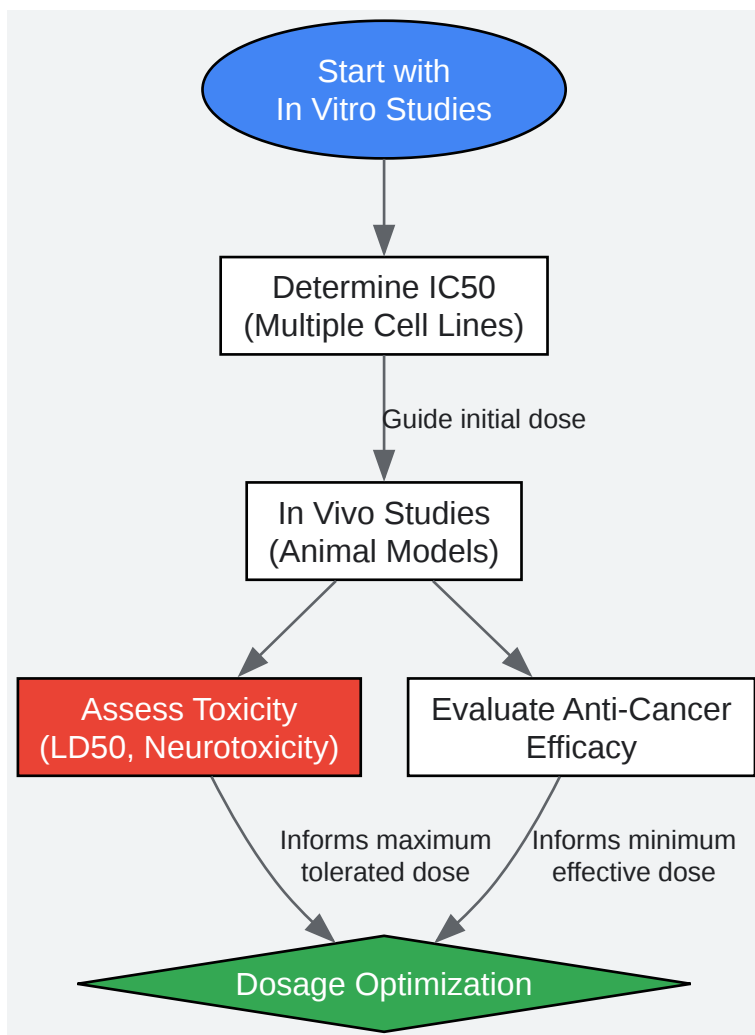 Start with
In Vitro Studies
Determine IC50
(Multiple Cell Lines)
Guide initial dose
In Vivo Studies
(Animal Models)
Assess Toxicity
(LD50, Neurotoxicity)
Evaluate Anti-Cancer
Efficacy
Informs maximum
tolerated dose
Informs minimum
effective dose
Dosage Optimization